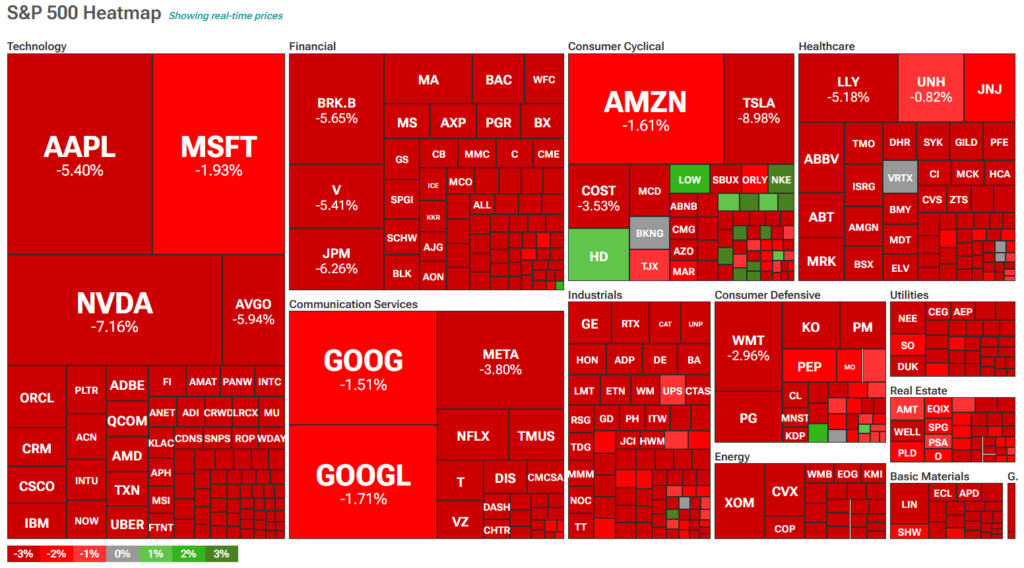 S&P 500 Heatmap Showing real-time prices
Technology
AAPL
-5.40%
MSFT
-1.93%
NVDA
-7.16%
AVGO
-5.94%
ORCL
CRM
CSCO
IBM
PLTR
ACN
INTU
NOW
ADBE
QCOM
AMD
TXN
UBER
FI
AMAT
PANW
INTC
ANET
ADI
CRWD
LRCX
MU
KLAC
CDNS
SNPS
ROP
WDAY
APH
MSI
FTNT
Financial
BRK.B
-5.65%
V
-5.41%
JPM
-6.26%
MA
BAC
WFC
MS
AXP
PGR
BX
GS
CB
MMC
C
CME
SPGI
ICE
MCO
KKR
ALL
SCHW
AJG
BLK
AON
Communication Services
GOOG
-1.51%
GOOGL
-1.71%
META
-3.80%
NFLX
TMUS
T
DIS
CMCSA
VZ
DASH
CHTR
Consumer Cyclical
AMZN
-1.61%
TSLA
-8.98%
COST
-3.53%
HD
MCD
BKNG
TJX
LOW
SBUX
ORLY
NKE
ABNB
CMG
AZO
MAR
Healthcare
LLY
-5.18%
UNH
-0.82%
JNJ
ABBV
ABT
MRK
TMO
ISRG
AMGN
BSX
DHR
SYK
GILD
PFE
VRTX
CI
MCK
HCA
BMY
CVS
ZTS
MDT
ELV
Industrials
GE
RTX
CAT
UNP
HON
ADP
DE
BA
LMT
ETN
WM
UPS
CTAS
RSG
GD
PH
ITW
TDG
JCI
HWM
MMM
NOC
TT
Consumer Defensive
WMT
-2.96%
PG
KO
PM
PEP
MO
CL
MNST
KDP
Energy
XOM
CVX
COP
WMB
EOG
KMI
Utilities
NEE
CEG
AEP
SO
DUK
Real Estate
AMT
EQIX
WELL
SPG
PSA
PLD
O
Basic Materials
LIN
ECL
APD
SHW
G.
-3% -2% -1% 0% 1% 2% 3%